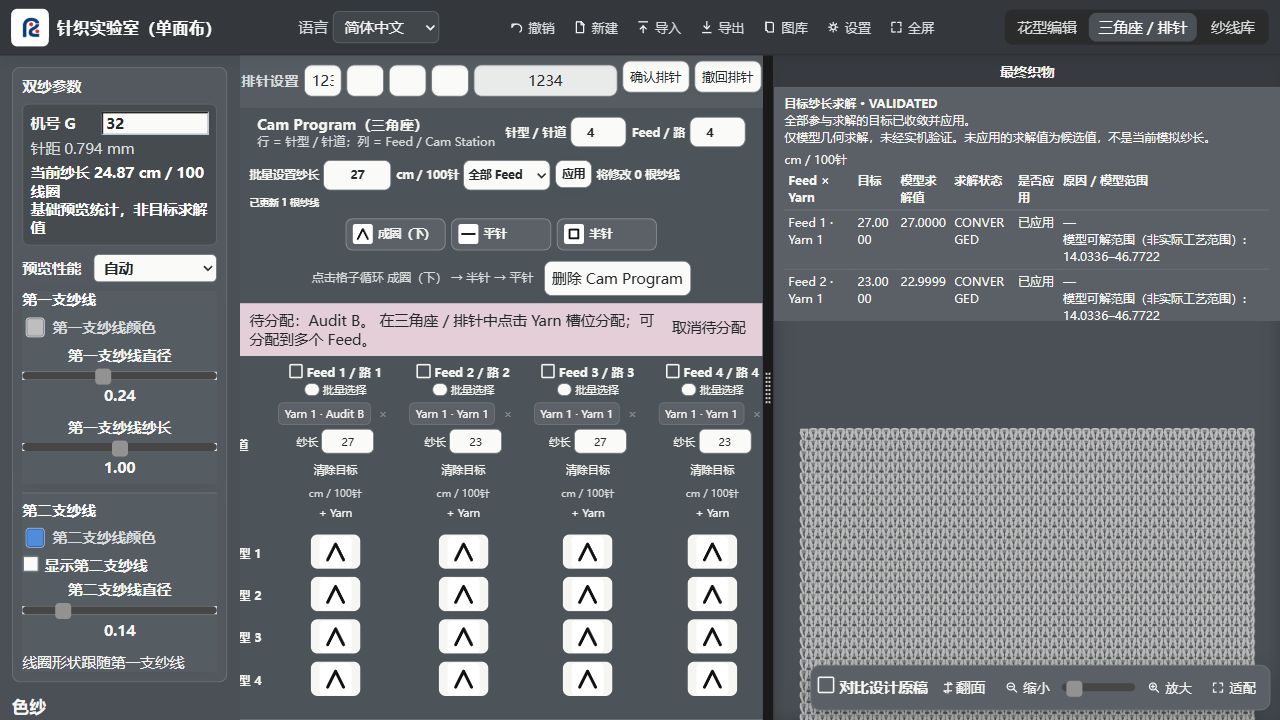 针织实验室（单面布）
语言 简体中文
撤销 新建 导入 导出 图库 设置 全屏
花型编辑 三角座 / 排针 纱线库
双纱参数
机号 G 32
针距 0.794 mm
当前纱长 24.87 cm / 100
线圈
基础预览统计，非目标求解
值
预览性能 自动
第一支纱线
第一支纱线颜色
第一支纱线直径
0.24
第一支纱线纱长
1.00
第二支纱线
第二支纱线颜色
显示第二支纱线
第二支纱线直径
0.14
线圈形状跟随第一支纱线
色纱
排针设置 1234 确认排针 撤回排针
Cam Program（三角座）
行 = 针型 / 针道；列 = Feed / Cam Station
针型 / 针道 4 Feed / 路 4
批量设置纱长 27 cm / 100针 全部 Feed 应用 将修改 0 根纱线
已更新 1 根纱线
成圈（下） 平针 半针
点击格子循环 成圈（下） → 半针 → 平针 删除 Cam Program
待分配：Audit B。 在三角座 / 排针中点击 Yarn 槽位分配；可
分配到多个 Feed。
取消待分配
Feed 1 / 路 1 Feed 2 / 路 2 Feed 3 / 路 3 Feed 4 / 路 4
批量选择 批量选择 批量选择 批量选择
Yarn 1 · Audit B × Yarn 1 · Yarn 1 × Yarn 1 · Yarn 1 × Yarn 1 · Yarn 1 ×
道 纱长 27 纱长 23 纱长 27 纱长 23
清除目标 清除目标 清除目标 清除目标
cm / 100针 cm / 100针 cm / 100针 cm / 100针
+ Yarn + Yarn + Yarn + Yarn
型 1
型 2
型 3
型 4
最终织物
目标纱长求解 • VALIDATED
全部参与求解的目标已收敛并应用。
仅模型几何求解，未经实机验证。未应用的求解值为候选值，不是当前模拟纱长。
cm / 100针
Feed × Yarn 目标 模型求解值 求解状态 是否应用 原因 / 模型范围
Feed 1 · Yarn 1 27.0000 27.0000 CONVERGED 已应用 —
模型可解范围（非实际工艺范围）：
14.0336–46.7722
Feed 2 · Yarn 1 23.0000 22.9999 CONVERGED 已应用 —
模型可解范围（非实际工艺范围）：
14.0336–46.7722
对比设计原稿 翻面 缩小 放大 适配